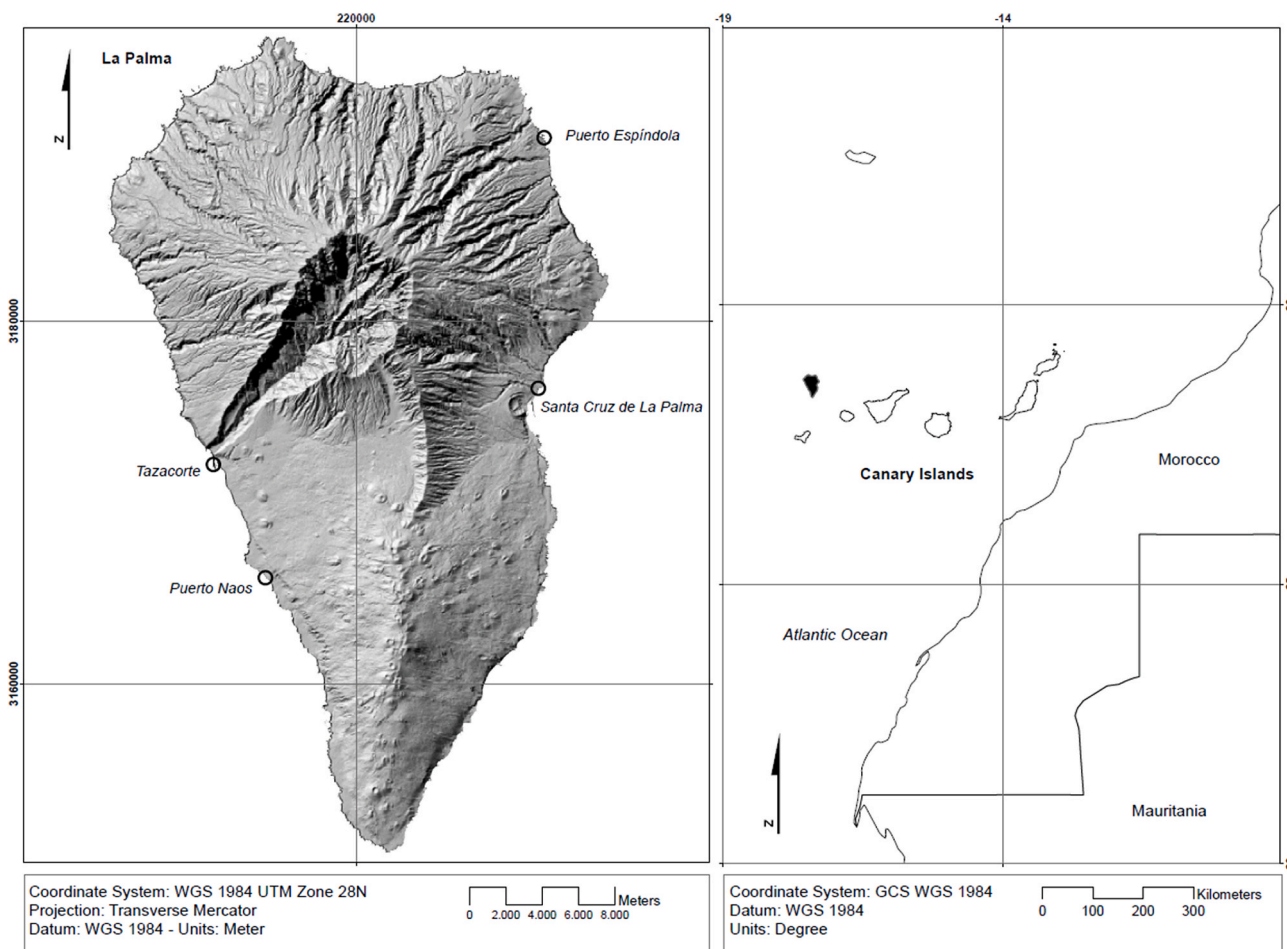 220000
La Palma
N
Puerto Espíndola
3180000
Santa Cruz de La Palma
Tazacorte
Puerto Naos
3160000
Coordinate System: WGS 1984 UTM Zone 28N
Projection: Transverse Mercator
Datum: WGS 1984 - Units: Meter
Meters
0 2.000 4.000 6.000 8.000
-19 -14
Canary Islands
Morocco
Atlantic Ocean
N
Mauritania
Coordinate System: GCS WGS 1984
Datum: WGS 1984
Units: Degree
Kilometers
0 100 200 300